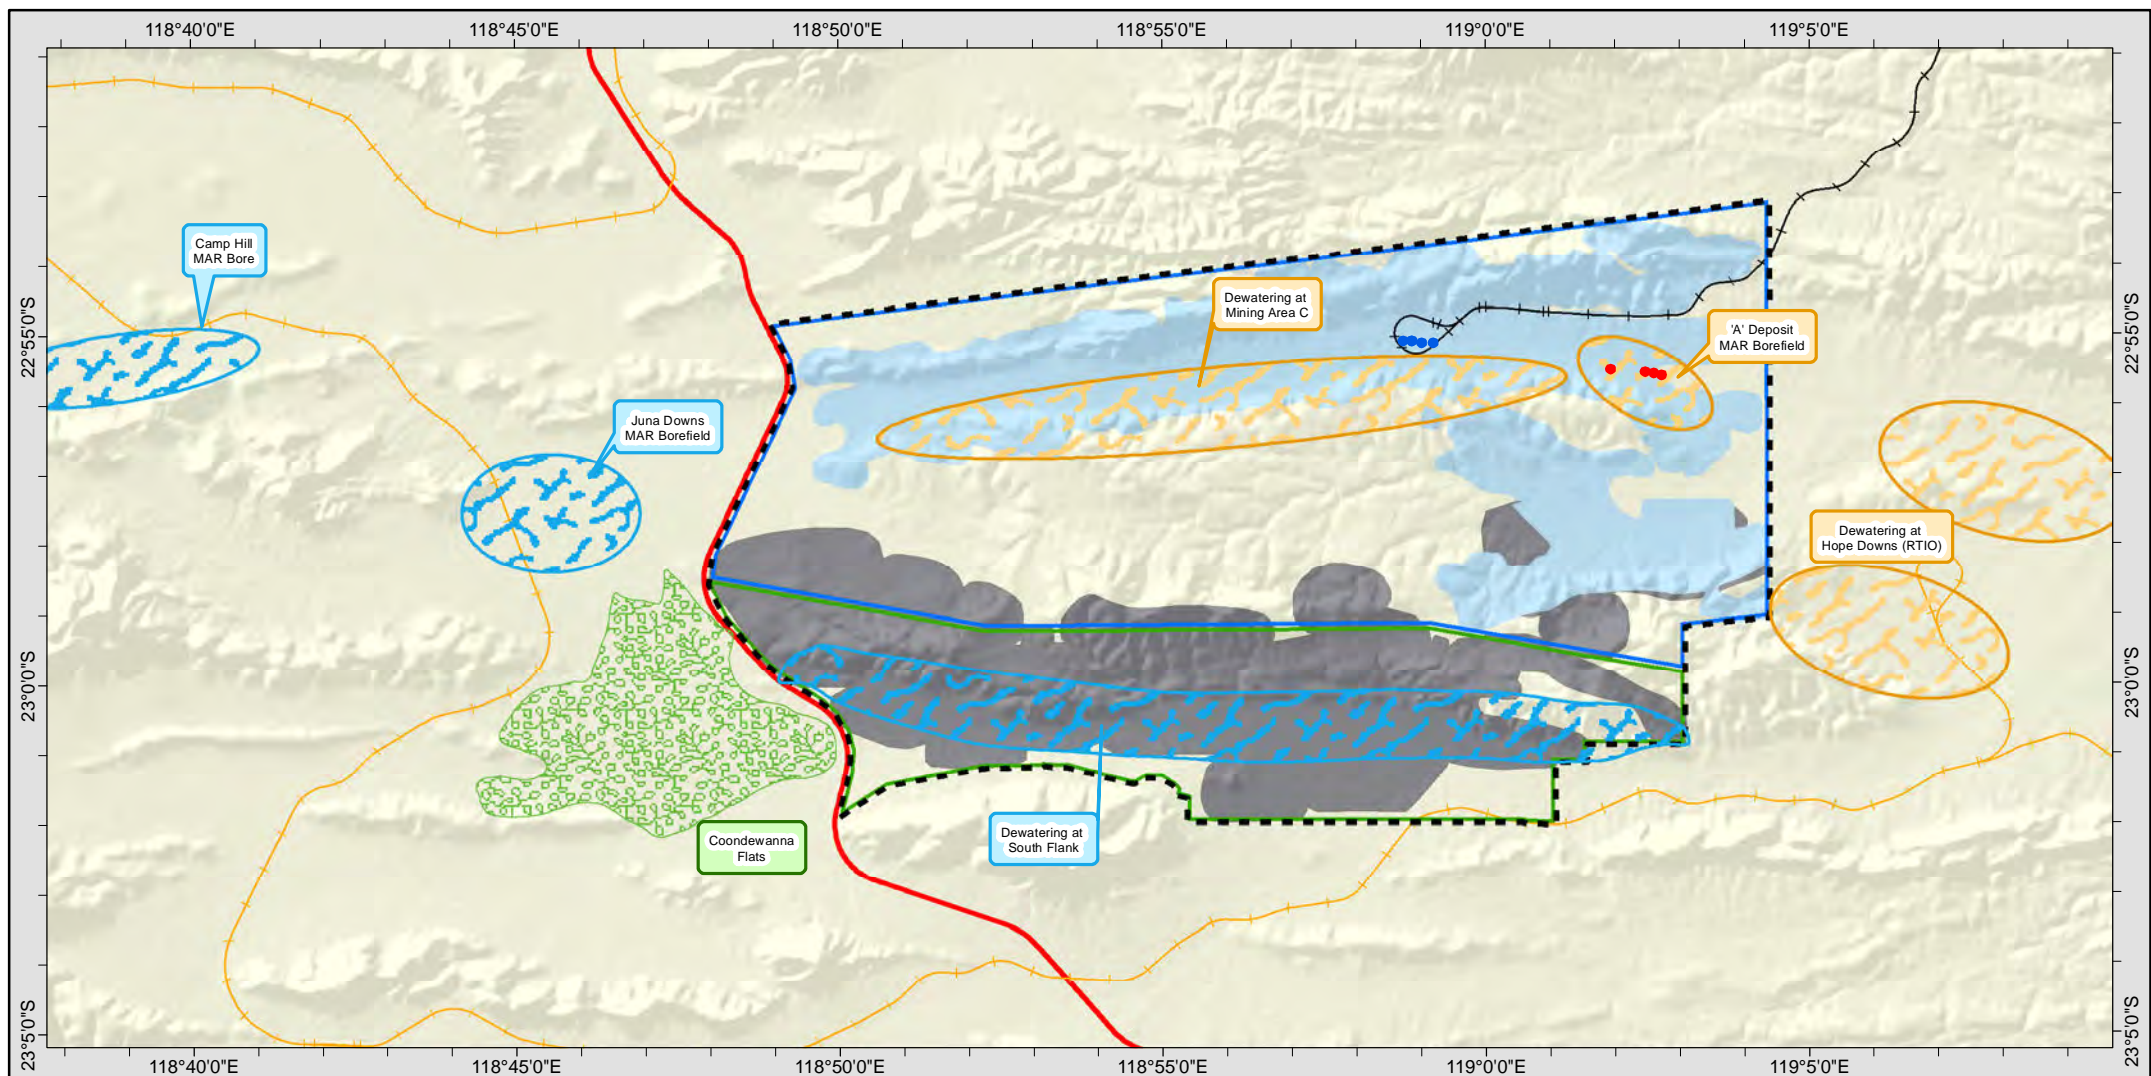 118°40'0"E
118°45'0"E
118°50'0"E
118°55'0"E
119°0'0"E
119°5'0"E
Camp Hill
MAR Bore
Dewatering at
Mining Area C
'A' Deposit
MAR Borefield
22°55'0"S
22°55'0"S
Juna Downs
MAR Borefield
Dewatering at
Hope Downs (RTIO)
23°0'0"S
23°0'0"S
Coondewanna
Flats
Dewatering at
South Flank
23°5'0"S
23°5'0"S
118°40'0"E
118°45'0"E
118°50'0"E
118°55'0"E
119°0'0"E
119°5'0"E